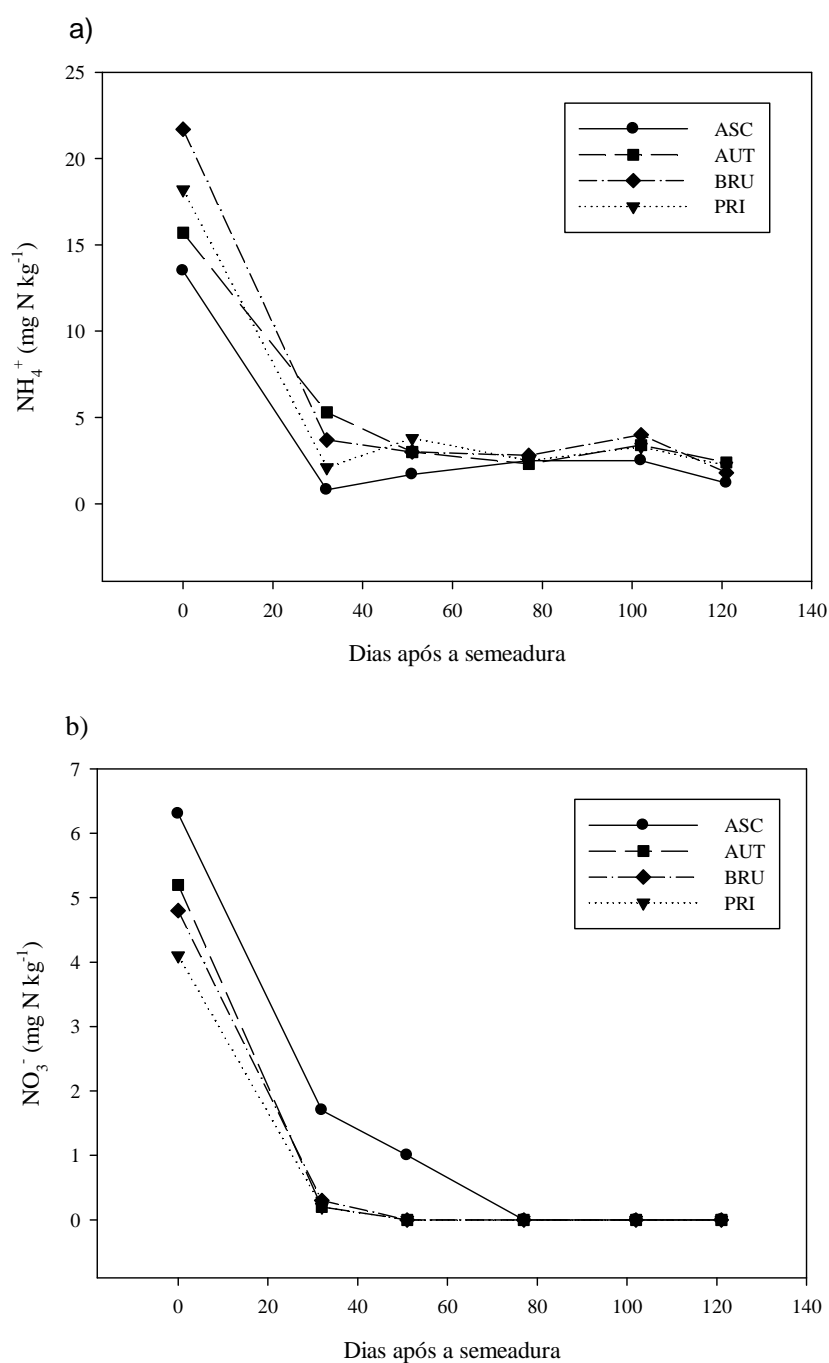 a)
25
20
15
10
5
0
NH₄⁺ (mg N kg⁻¹)
ASC
AUT
BRU
PRI
0 20 40 60 80 100 120 140
Dias após a semeadura
b)
7
6
5
4
3
2
1
0
NO₃⁻ (mg N kg⁻¹)
ASC
AUT
BRU
PRI
0 20 40 60 80 100 120 140
Dias após a semeadura